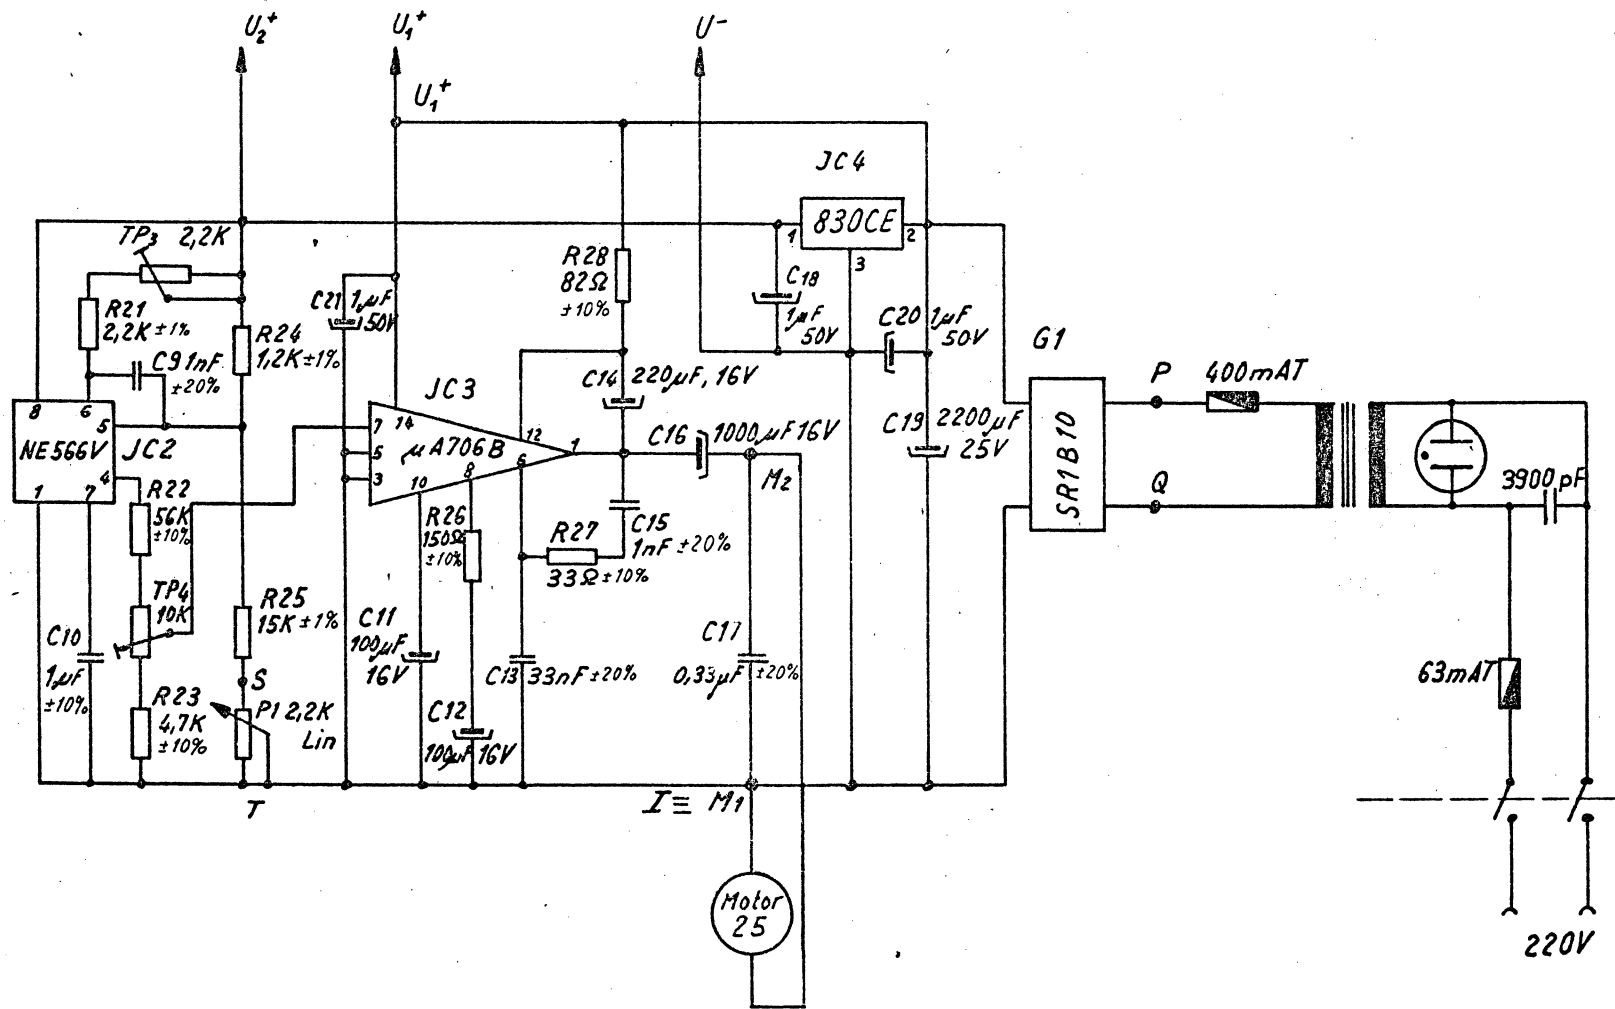 U2+
U1+
U-
U1+
JC4
830CE
1
2
3
TP3 2,2K
R21
2,2K ±1%
R24
1,2K ±1%
C21 1µF
50V
R28
82Ω
±10%
C18
1µF
50V
C20 1µF
50V
G1
C9 1nF
±20%
JC3
C14 220µF, 16V
P
400mAT
8
6
5
NE566V
JC2
4
1
7
7
14
µA706B
5
3
12
1
10
8
6
C16 1000µF 16V
M2
C19 2200µF
25V
SR1B10
Q
3900 pF
R22
56K
±10%
R26
150Ω
±10%
R27
33Ω ±10%
C15
1nF ±20%
TP4
10K
R25
15K ±1%
C10
1µF
±10%
C11
100µF
16V
C13 33nF ±20%
C17
0,33µF ±20%
63mAT
S
R23
4,7K
±10%
P1 2,2K
Lin
C12
100µF 16V
T
I ≡ M1
Motor
25
220V